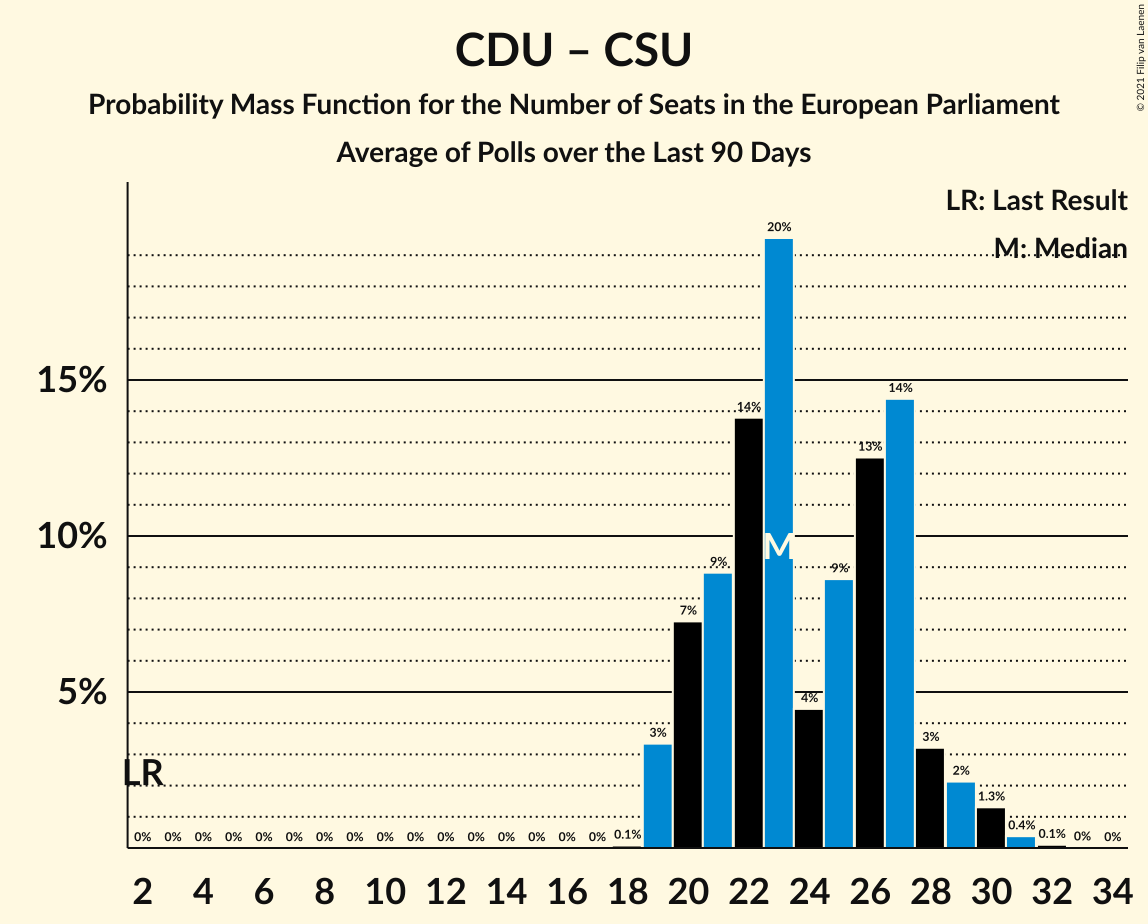 CDU – CSU
Probability Mass Function for the Number of Seats in the European Parliament
Average of Polls over the Last 90 Days
© 2021 Filip van Laenen
LR: Last Result
M: Median
20%
15%
14%
14%
13%
10%
M
9%
9%
7%
5%
4%
3%
3%
LR
2%
1.3%
0% 0% 0% 0% 0% 0% 0% 0% 0% 0% 0% 0% 0% 0% 0% 0% 0.1% 0.4% 0.1% 0% 0%
2 4 6 8 10 12 14 16 18 20 22 24 26 28 30 32 34